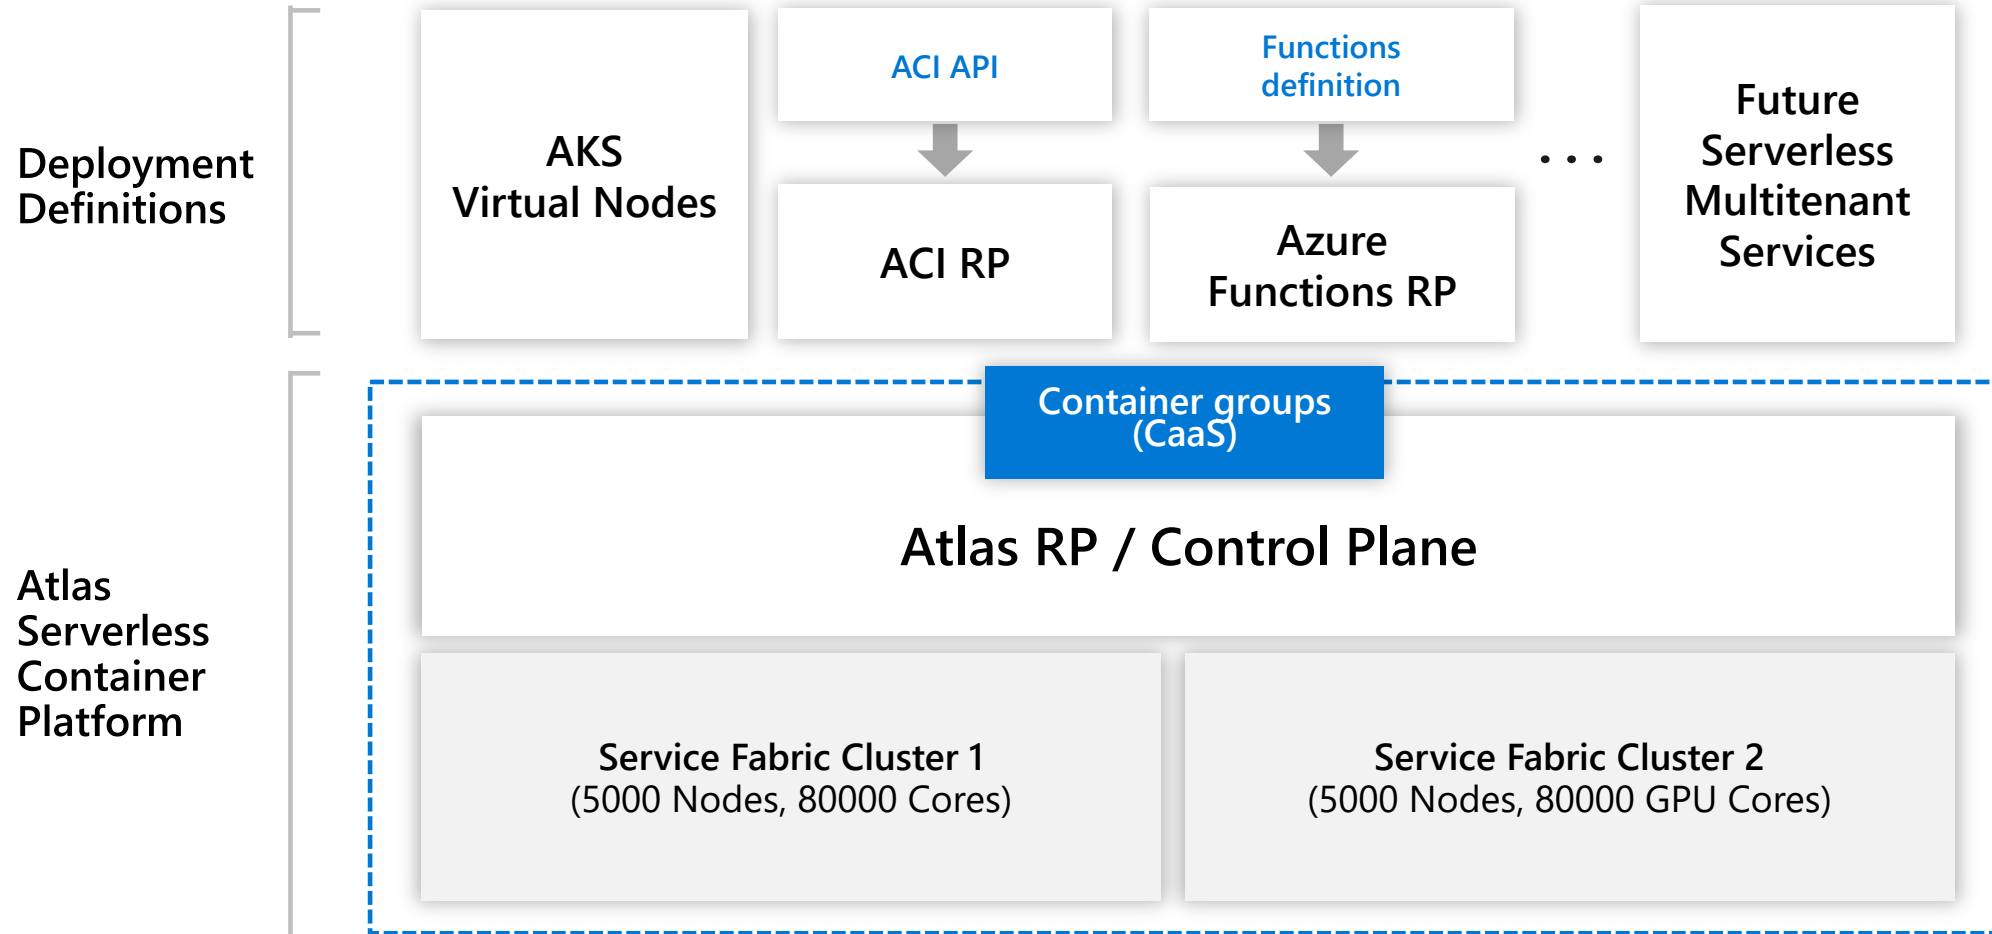 Deployment
Definitions
AKS
Virtual Nodes
ACI API
ACI RP
Functions
definition
Azure
Functions RP
. . .
Future
Serverless
Multitenant
Services
Atlas
Serverless
Container
Platform
Container groups
(CaaS)
Atlas RP / Control Plane
Service Fabric Cluster 1
(5000 Nodes, 80000 Cores)
Service Fabric Cluster 2
(5000 Nodes, 80000 GPU Cores)